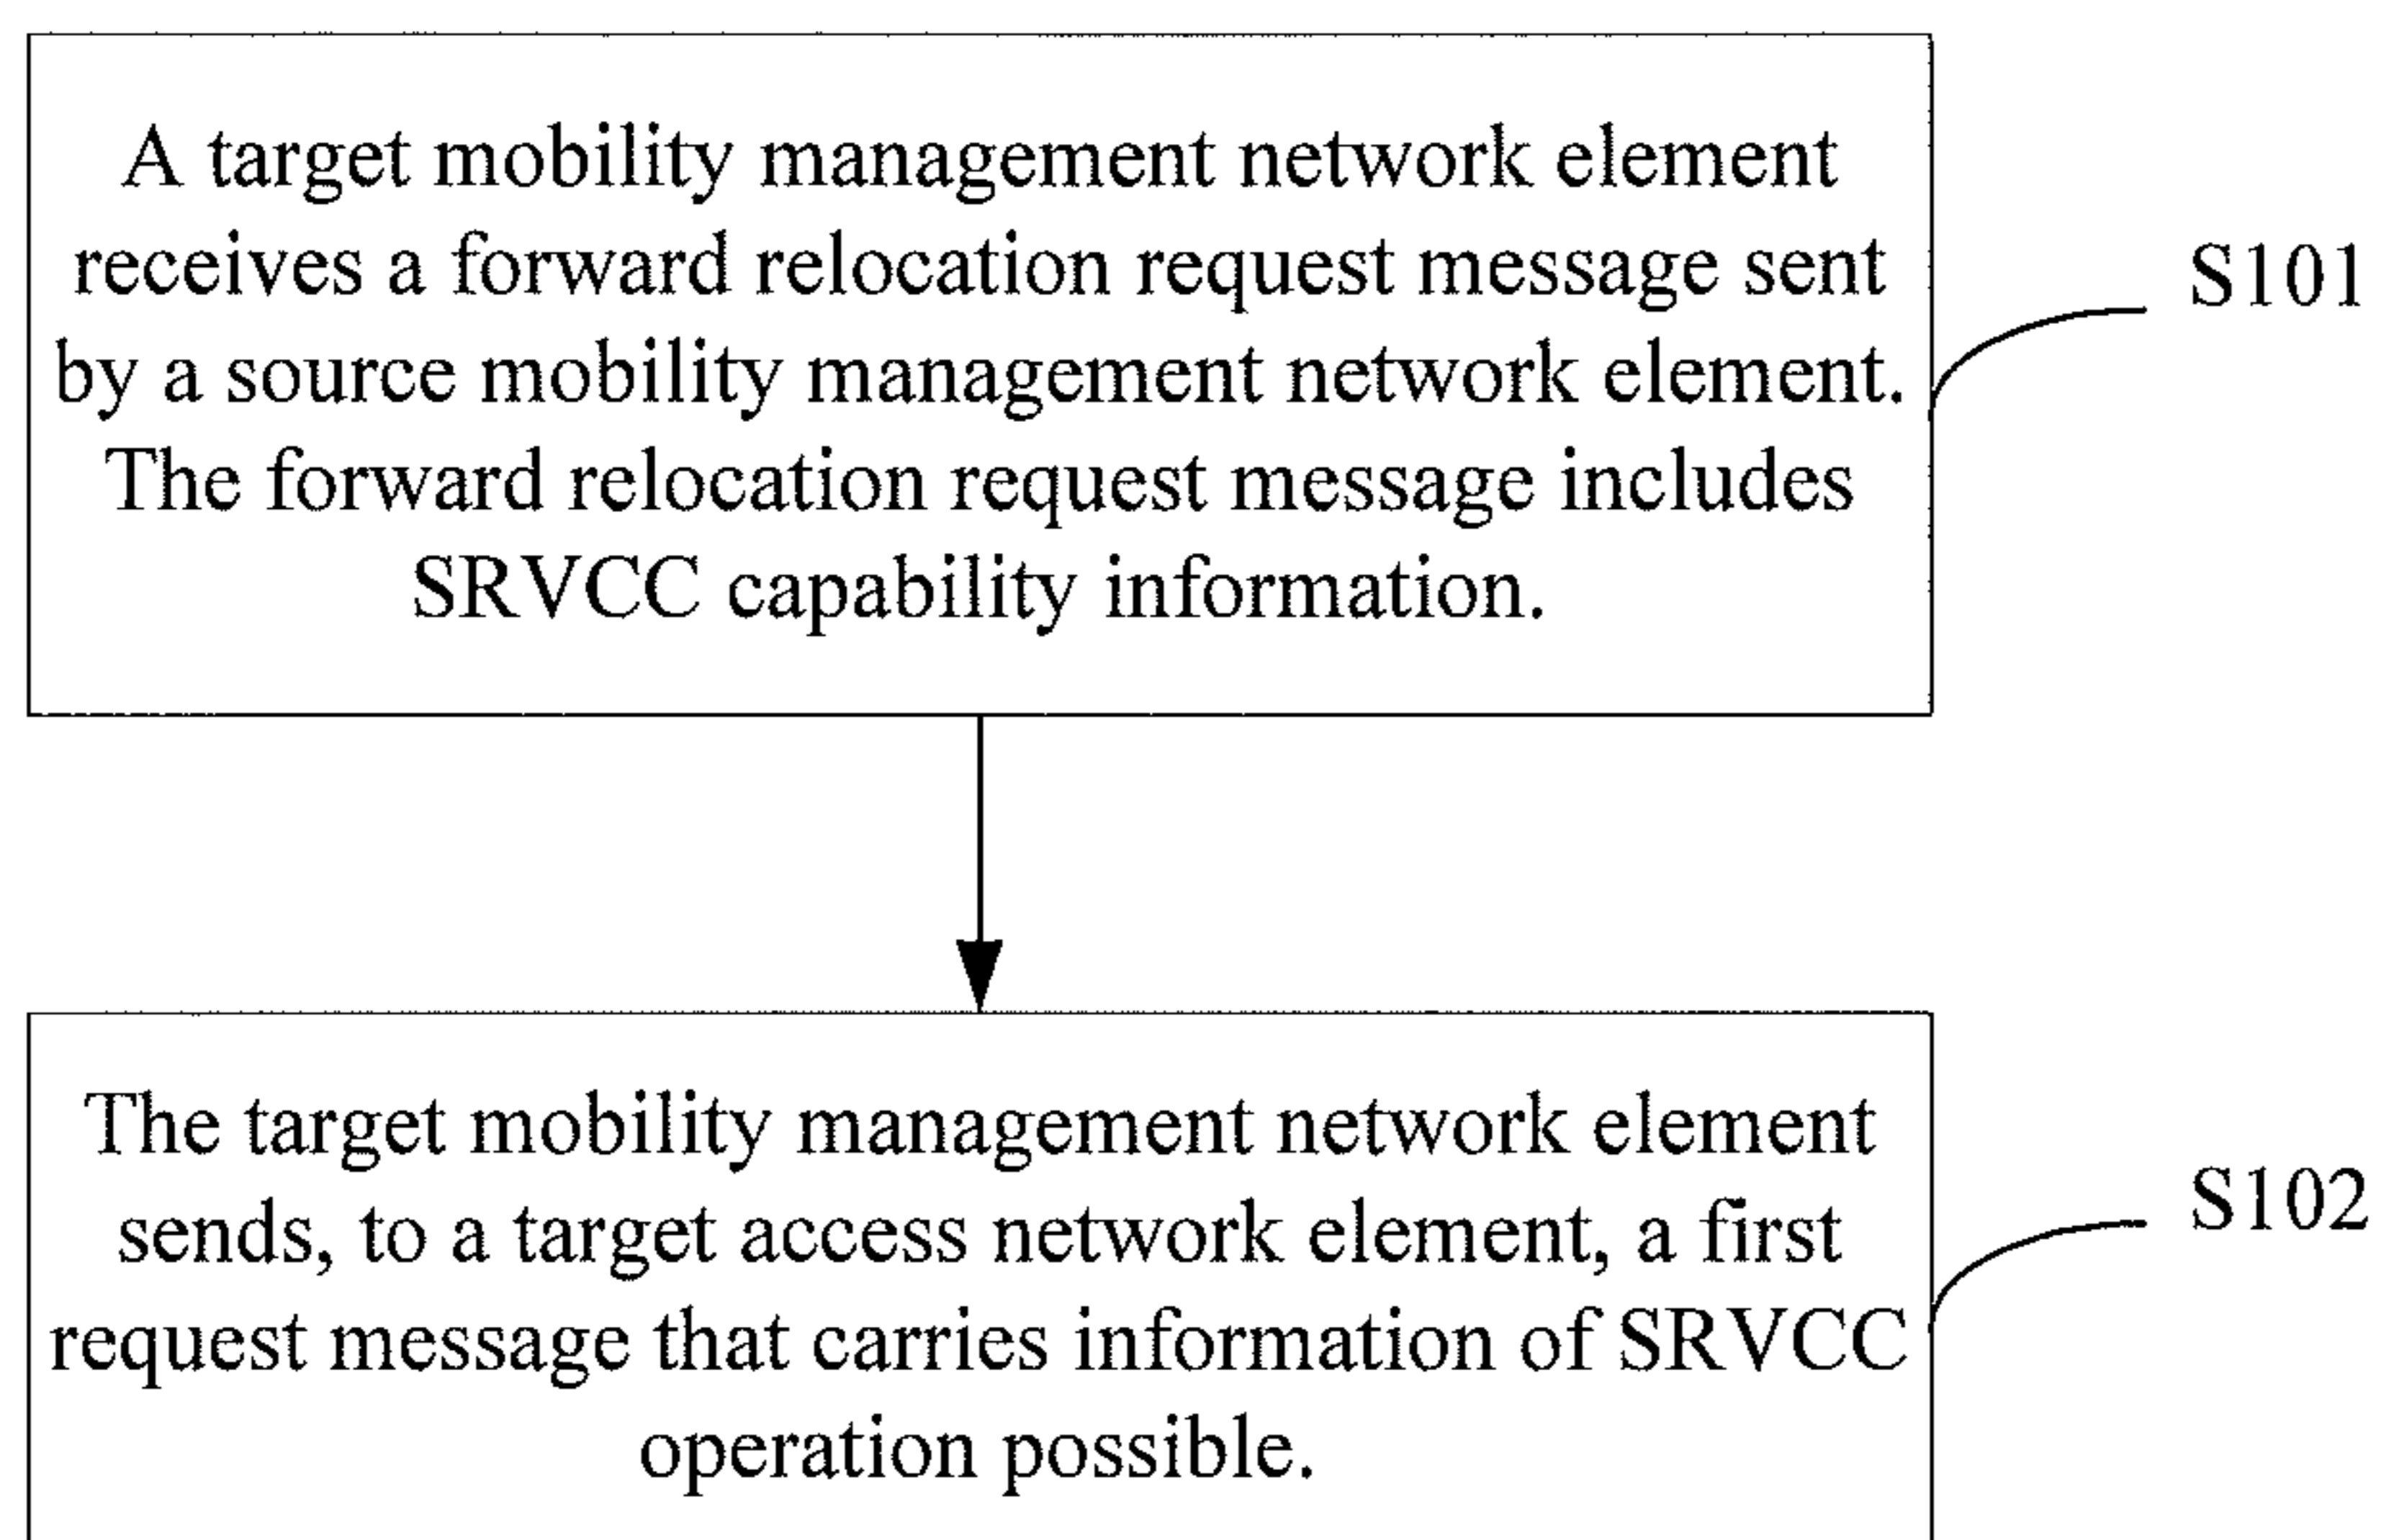 A target mobility management network element
receives a forward relocation request message sent
by a source mobility management network element.
The forward relocation request message includes
SRVCC capability information.
S101
The target mobility management network element
sends, to a target access network element, a first
request message that carries information of SRVCC
operation possible.
S102